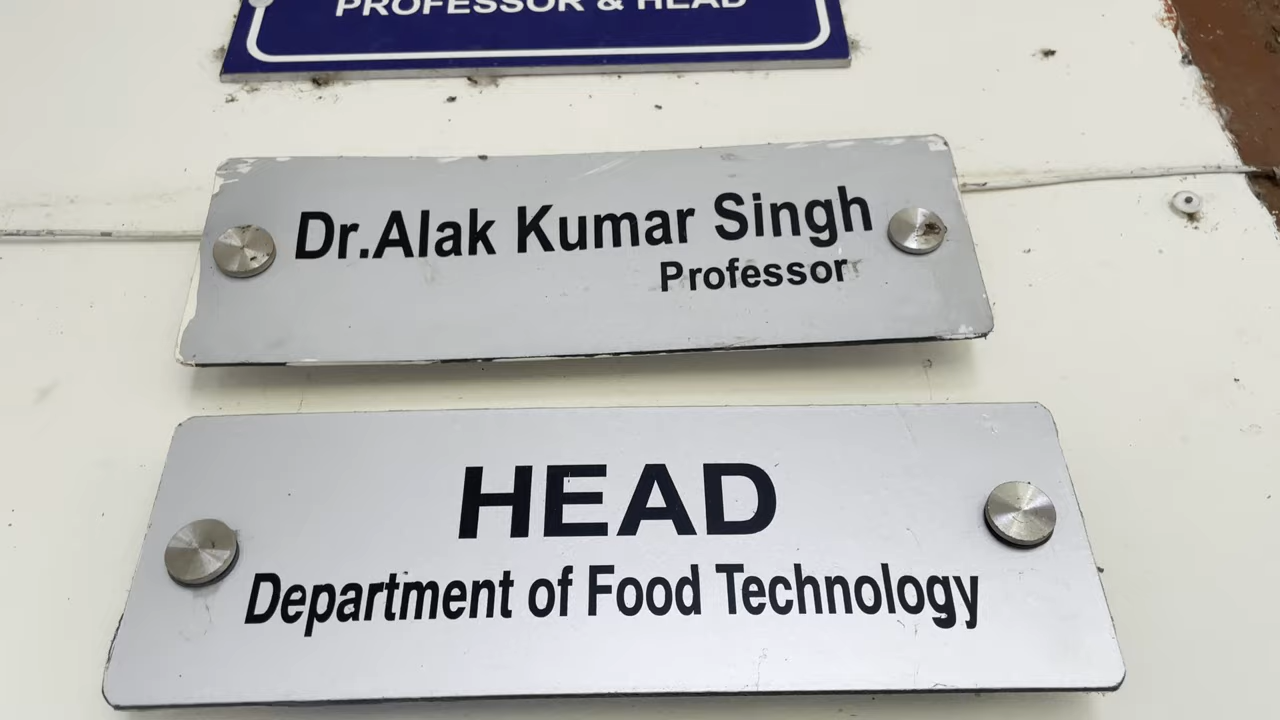 PROFESSOR & HEAD
Dr.Alak Kumar Singh
Professor
HEAD
Department of Food Technology